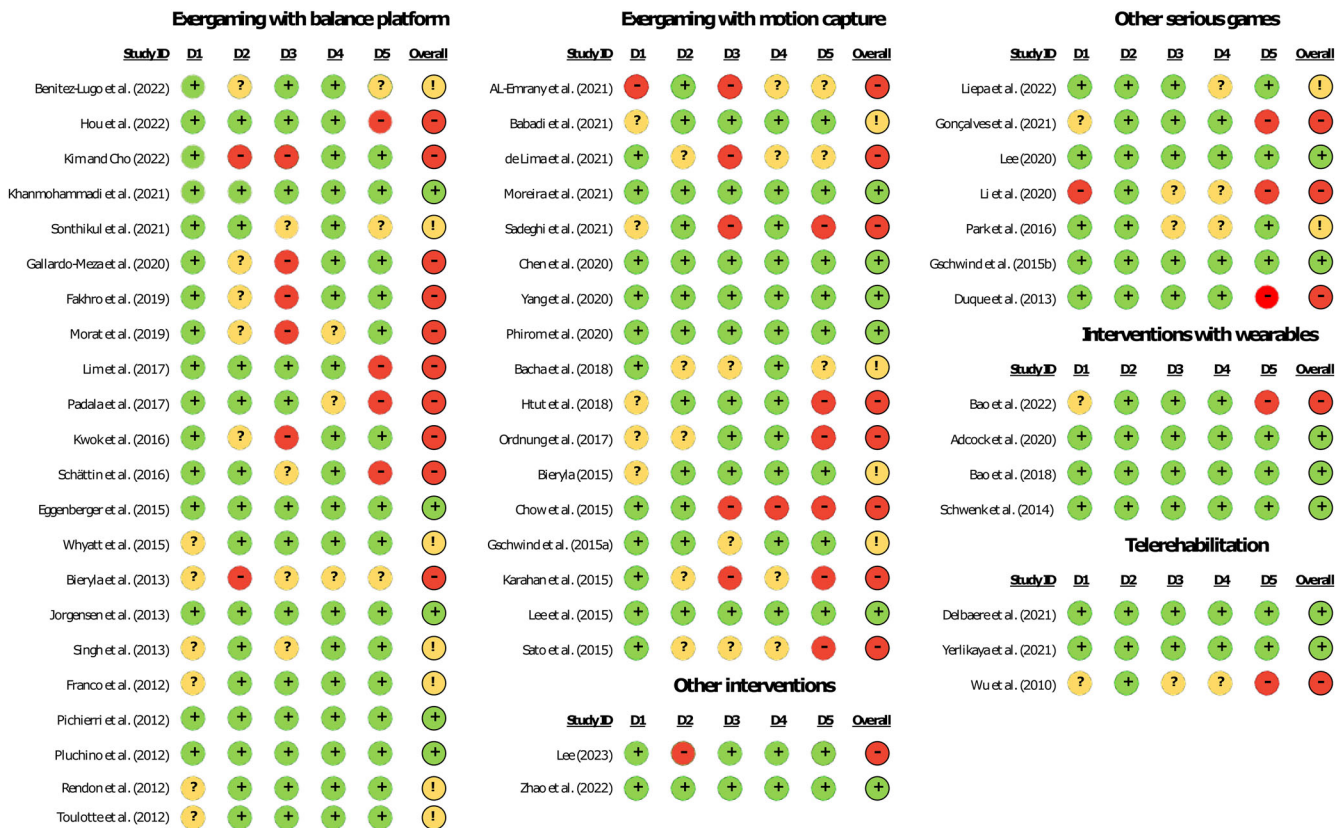 Exergaming with balance platform
Study ID D1 D2 D3 D4 D5 Overall
Benitez-Lugo et al. (2022) + ? + + ? !
Hou et al. (2022) + + + + - -
Kim and Cho (2022) + - - + + -
Khanmohammadi et al. (2021) + + + + + +
Sonthikul et al. (2021) + + ? + ? !
Gallardo-Meza et al. (2020) + ? - + + -
Fakhro et al. (2019) + ? - + + -
Morat et al. (2019) + ? - ? + -
Lim et al. (2017) + + + + - -
Padala et al. (2017) + + + ? - -
Kwok et al. (2016) + ? - + + -
Schättin et al. (2016) + + ? + - -
Eggenberger et al. (2015) + + + + + +
Whyatt et al. (2015) ? + + + + !
Bieryla et al. (2013) ? - ? ? ? -
Jorgensen et al. (2013) + + + + + +
Singh et al. (2013) ? + ? + + !
Franco et al. (2012) ? + + + + !
Pichierri et al. (2012) + + + + + +
Pluchino et al. (2012) + + + + + +
Rendon et al. (2012) ? + + + + !
Toulotte et al. (2012) ? + + + + !
Exergaming with motion capture
Study ID D1 D2 D3 D4 D5 Overall
AL-Emrany et al. (2021) - + - ? ? -
Babadi et al. (2021) ? + + + + !
de Lima et al. (2021) + ? - ? ? -
Moreira et al. (2021) + + + + + +
Sadeghi et al. (2021) ? + - + - -
Chen et al. (2020) + + + + + +
Yang et al. (2020) + + + + + +
Phirom et al. (2020) + + + + + +
Bacha et al. (2018) + ? ? + ? !
Htut et al. (2018) ? + + + - -
Ordnung et al. (2017) ? ? + + - -
Bieryla (2015) ? + + + + !
Chow et al. (2015) + + - - - -
Gschwind et al. (2015a) + + ? + + !
Karahan et al. (2015) + ? - ? - -
Lee et al. (2015) + + + + + +
Sato et al. (2015) + ? ? ? - -
Other interventions
Study ID D1 D2 D3 D4 D5 Overall
Lee (2023) + - + + + -
Zhao et al. (2022) + + + + + +
Other serious games
Study ID D1 D2 D3 D4 D5 Overall
Liepa et al. (2022) + + + ? + !
Gonçalves et al. (2021) ? + + + - -
Lee (2020) + + + + + +
Li et al. (2020) - + ? ? - -
Park et al. (2016) + + ? ? + !
Gschwind et al. (2015b) + + + + + +
Duque et al. (2013) + + + + - -
Interventions with wearables
Study ID D1 D2 D3 D4 D5 Overall
Bao et al. (2022) ? + + + - -
Adcock et al. (2020) + + + + + +
Bao et al. (2018) + + + + + +
Schwenk et al. (2014) + + + + + +
Telerehabilitation
Study ID D1 D2 D3 D4 D5 Overall
Delbaere et al. (2021) + + + + + +
Yerlikaya et al. (2021) + + + + + +
Wu et al. (2010) ? + ? ? - -